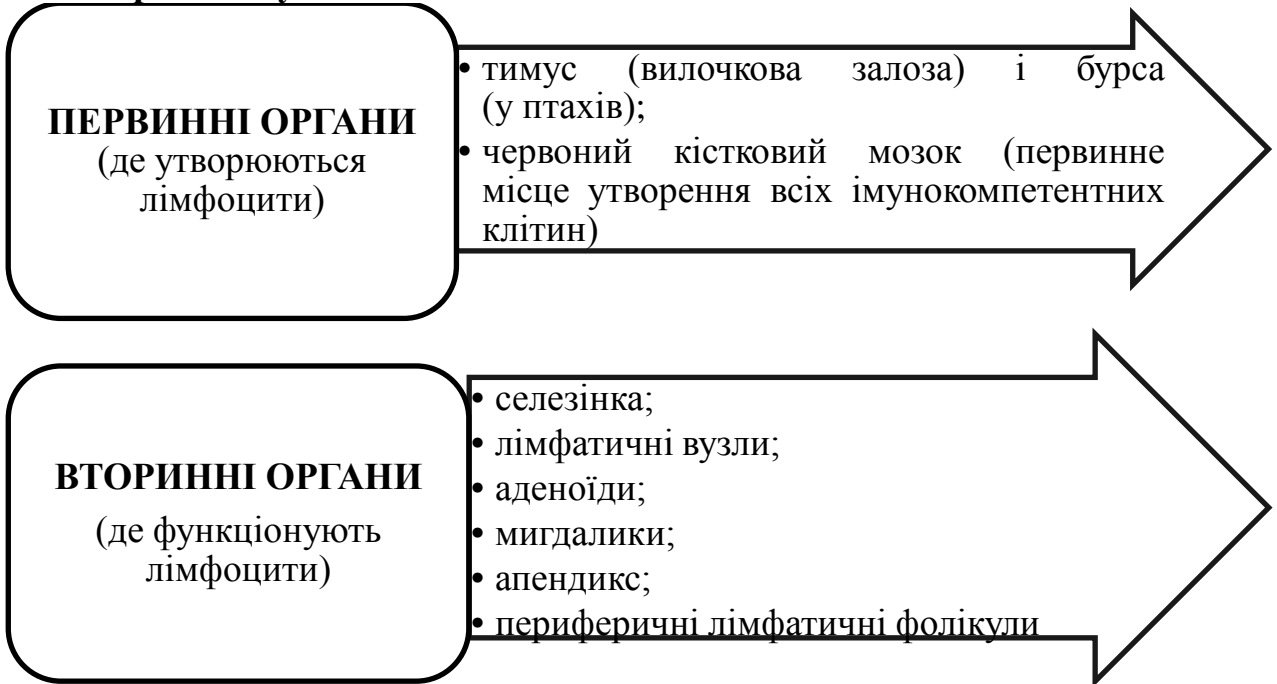 ПЕРВИННІ ОРГАНИ
(де утворюються
лімфоцити)
• тимус (вилочкова залоза) і бурса
(у птахів);
• червоний кістковий мозок (первинне
місце утворення всіх імунокомпетентних
клітин)
ВТОРИННІ ОРГАНИ
(де функціонують
лімфоцити)
• селезінка;
• лімфатичні вузли;
• аденоїди;
• мигдалики;
• апендикс;
• периферичні лімфатичні фолікули